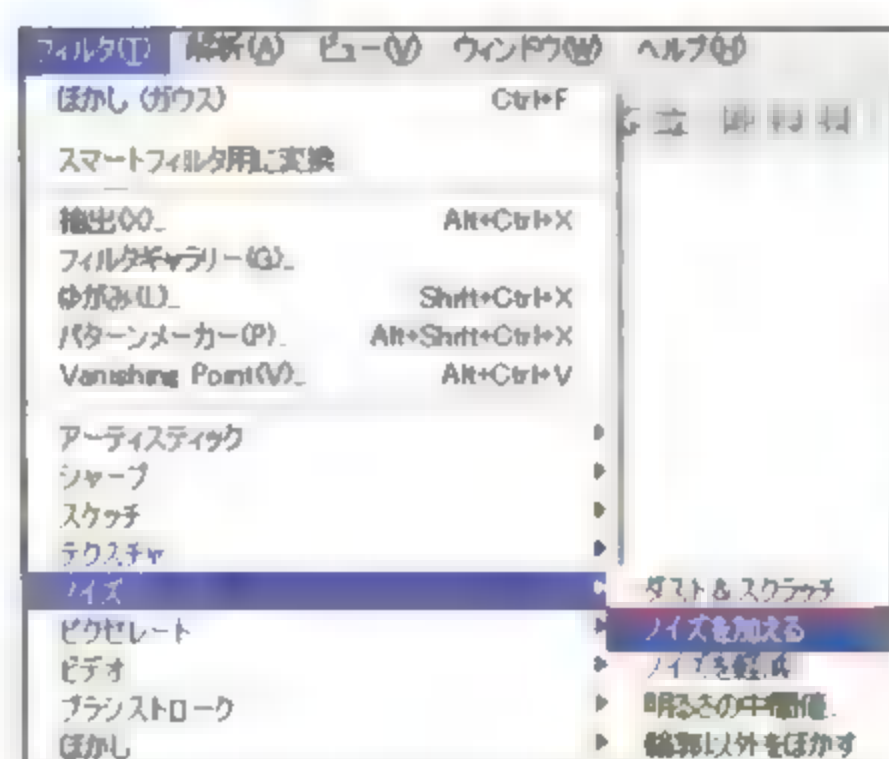 フィルタ(T) 解析(A) ビュー(V) ウィンドウ(W) ヘルプ(H)
ぼかし (ガウス) Ctrl+F
スマートフィルタ用に変換
抽出(X)... Alt+Ctrl+X
フィルタギャラリー(G)...
ゆがみ(L)... Shift+Ctrl+X
パターンメーカー(P)... Alt+Shift+Ctrl+X
Vanishing Point(V)... Alt+Ctrl+V
アーティスティック
シャープ
スケッチ
テクスチャ
ノイズ ダスト & スクラッチ
ピクセレート ノイズを加える
ビデオ ノイズを軽減
ブラシストローク 明るさの中間値...
ぼかし 輪郭以外をぼかす